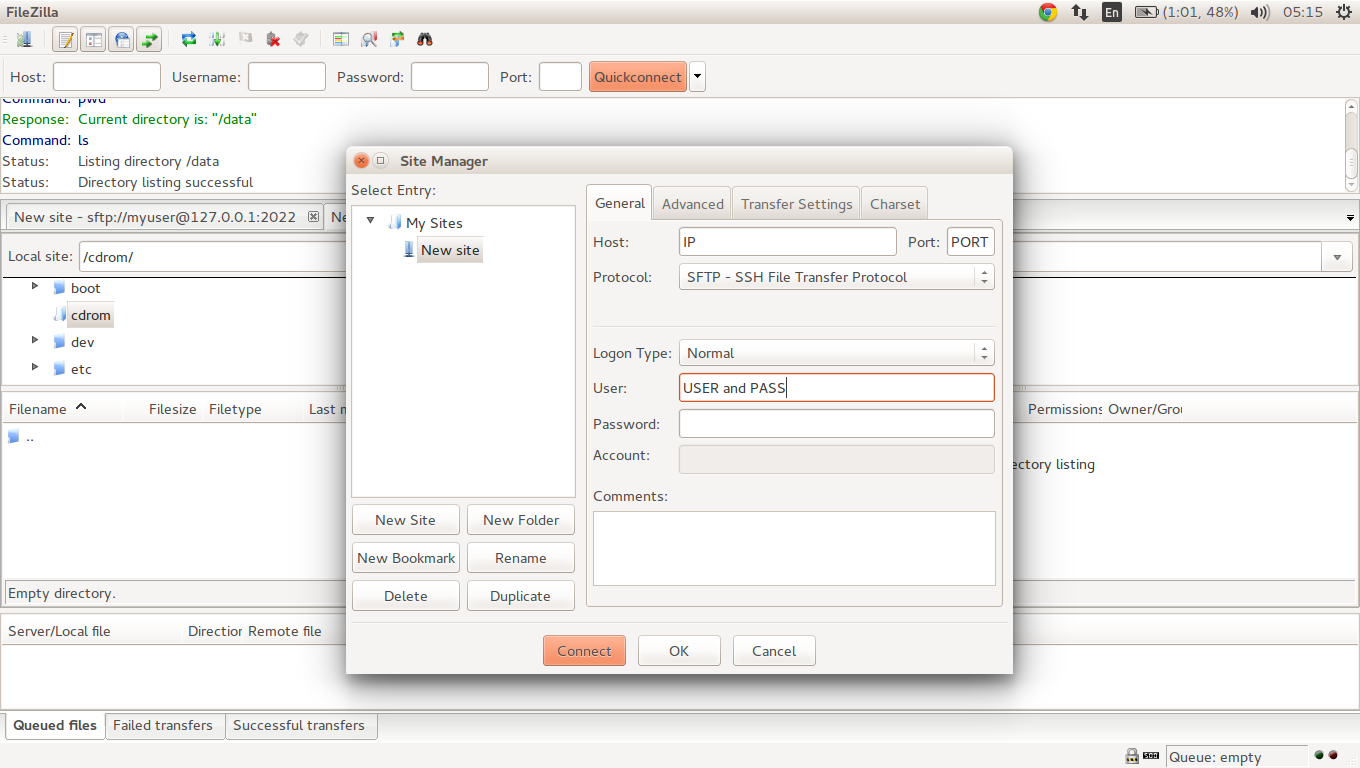 FileZilla
En
(1:01, 48%)
05:15
Host:
Username:
Password:
Port:
Quickconnect
Command: pwd
Response: Current directory is: "/data"
Command: ls
Status: Listing directory /data
Status: Directory listing successful
New site - sftp://myuser@127.0.0.1:2022
Ne
Local site: /cdrom/
boot
cdrom
dev
etc
Filename Filesize Filetype Last m
..
Empty directory.
Permissions Owner/Grou
ectory listing
Site Manager
Select Entry:
My Sites
New site
New Site
New Folder
New Bookmark
Rename
Delete
Duplicate
General
Advanced
Transfer Settings
Charset
Host: IP Port: PORT
Protocol: SFTP - SSH File Transfer Protocol
Logon Type: Normal
User: USER and PASS
Password:
Account:
Comments:
Connect
OK
Cancel
Server/Local file Direction Remote file
Queued files
Failed transfers
Successful transfers
Queue: empty